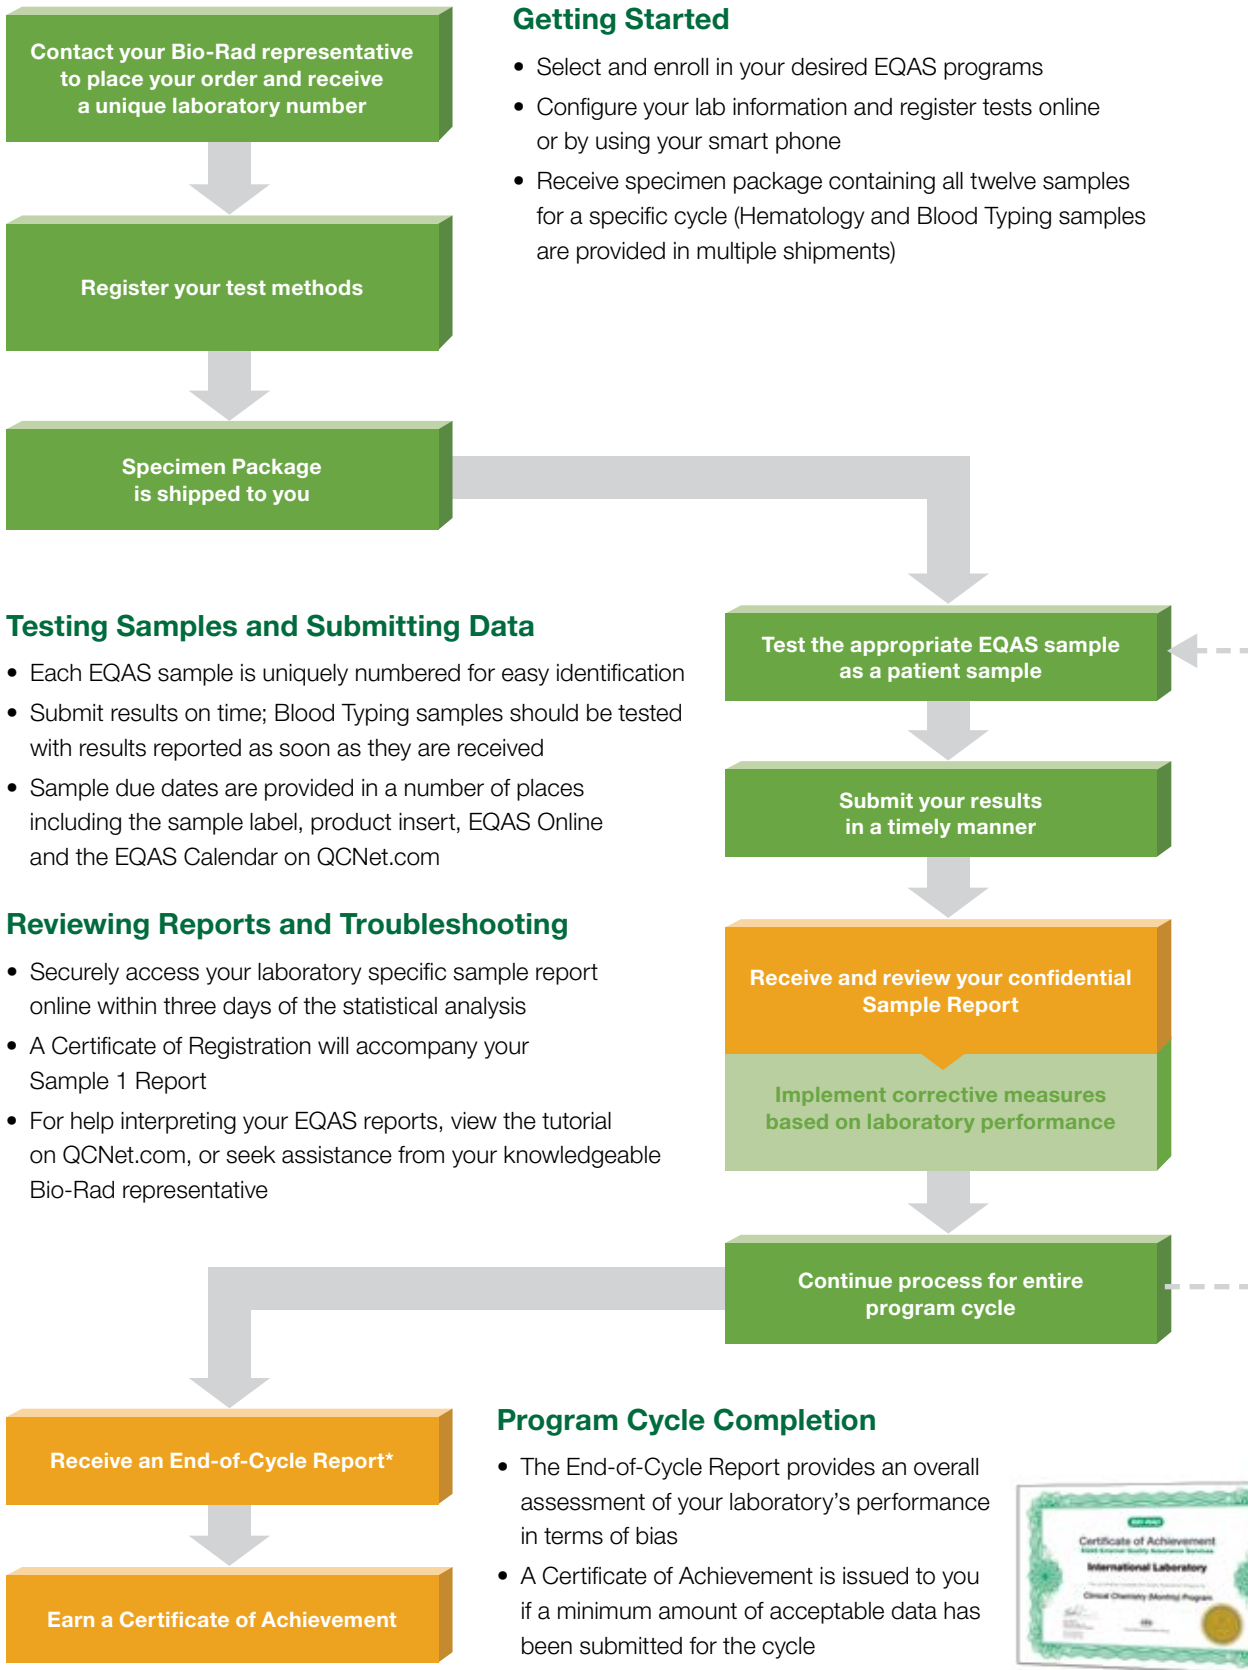 Contact your Bio-Rad representative
to place your order and receive
a unique laboratory number
Getting Started
• Select and enroll in your desired EQAS programs
• Configure your lab information and register tests online
or by using your smart phone
• Receive specimen package containing all twelve samples
for a specific cycle (Hematology and Blood Typing samples
are provided in multiple shipments)
Register your test methods
Specimen Package
is shipped to you
Testing Samples and Submitting Data
• Each EQAS sample is uniquely numbered for easy identification
• Submit results on time; Blood Typing samples should be tested
with results reported as soon as they are received
• Sample due dates are provided in a number of places
including the sample label, product insert, EQAS Online
and the EQAS Calendar on QCNet.com
Test the appropriate EQAS sample
as a patient sample
Submit your results
in a timely manner
Reviewing Reports and Troubleshooting
• Securely access your laboratory specific sample report
online within three days of the statistical analysis
• A Certificate of Registration will accompany your
Sample 1 Report
• For help interpreting your EQAS reports, view the tutorial
on QCNet.com, or seek assistance from your knowledgeable
Bio-Rad representative
Receive and review your confidential
Sample Report
Implement corrective measures
based on laboratory performance
Continue process for entire
program cycle
Receive an End-of-Cycle Report*
Earn a Certificate of Achievement
Program Cycle Completion
• The End-of-Cycle Report provides an overall
assessment of your laboratory's performance
in terms of bias
• A Certificate of Achievement is issued to you
if a minimum amount of acceptable data has
been submitted for the cycle
Certificate of Achievement
International Laboratory
Clinical Chemistry (Monthly) Program